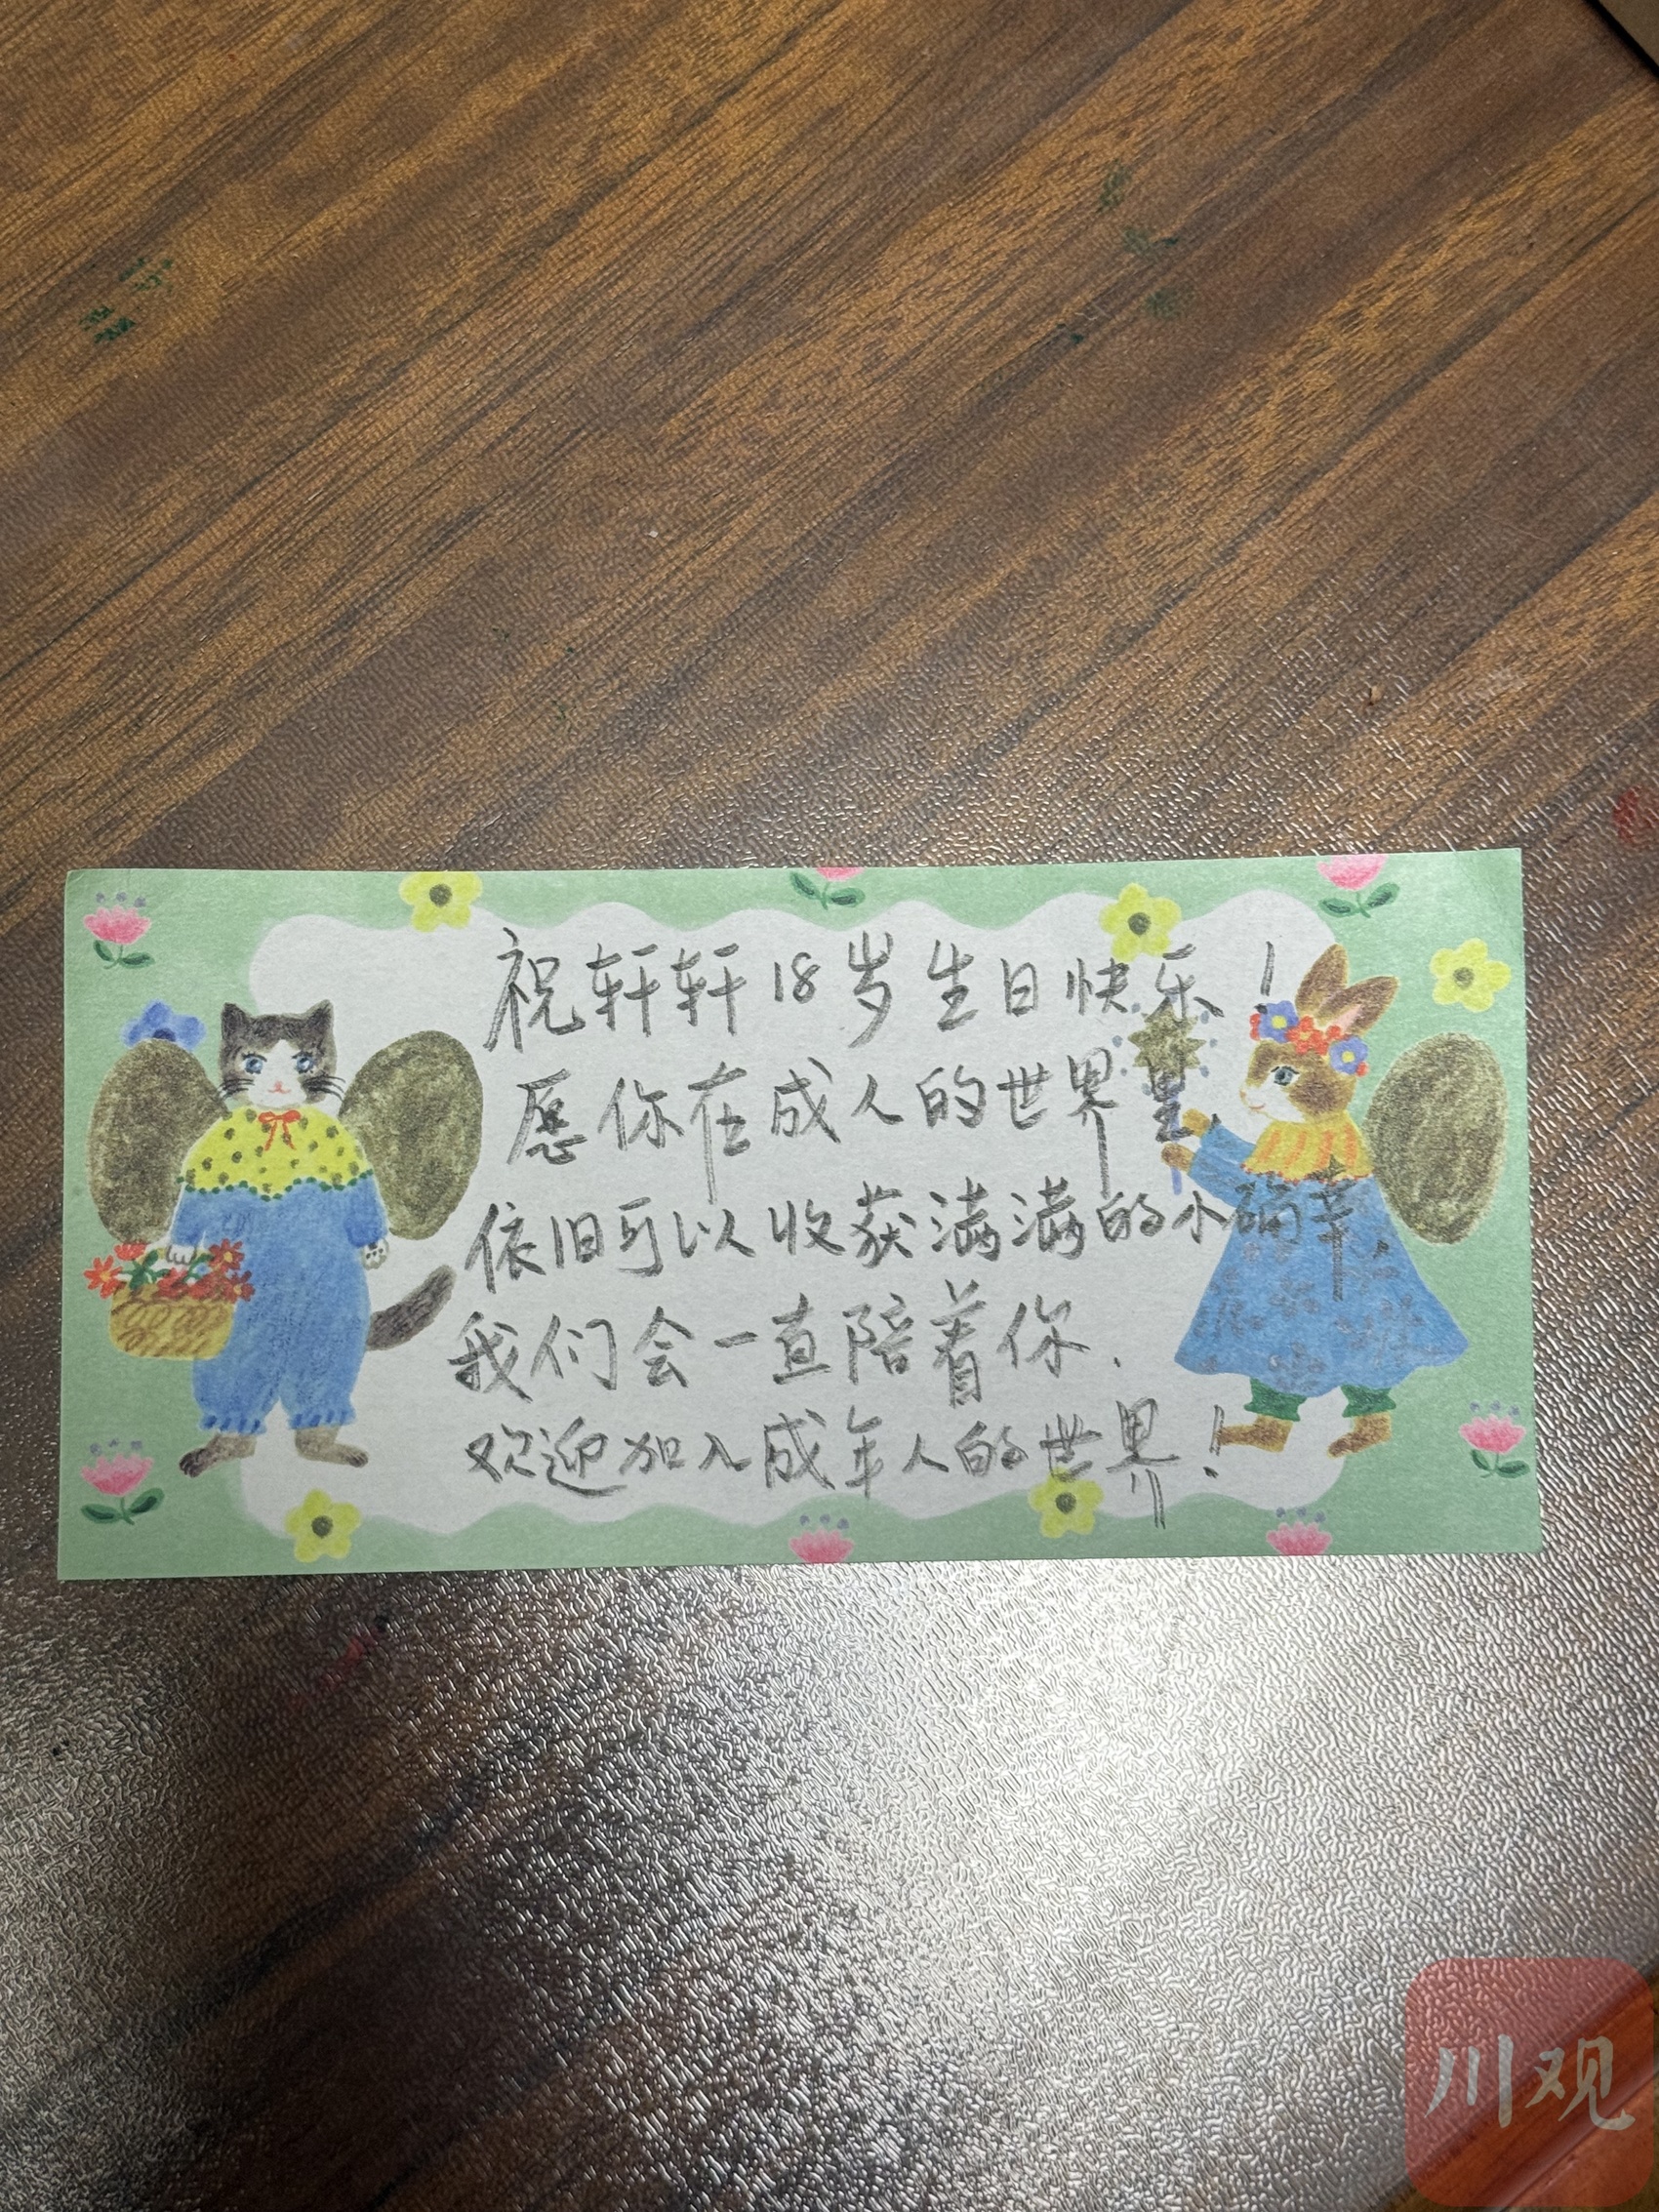 祝轩轩18岁生日快乐！
愿你在成人的世界里
依旧可以收获满满的小确幸.
我们会一直陪着你.
欢迎加入成年人的世界！
川观